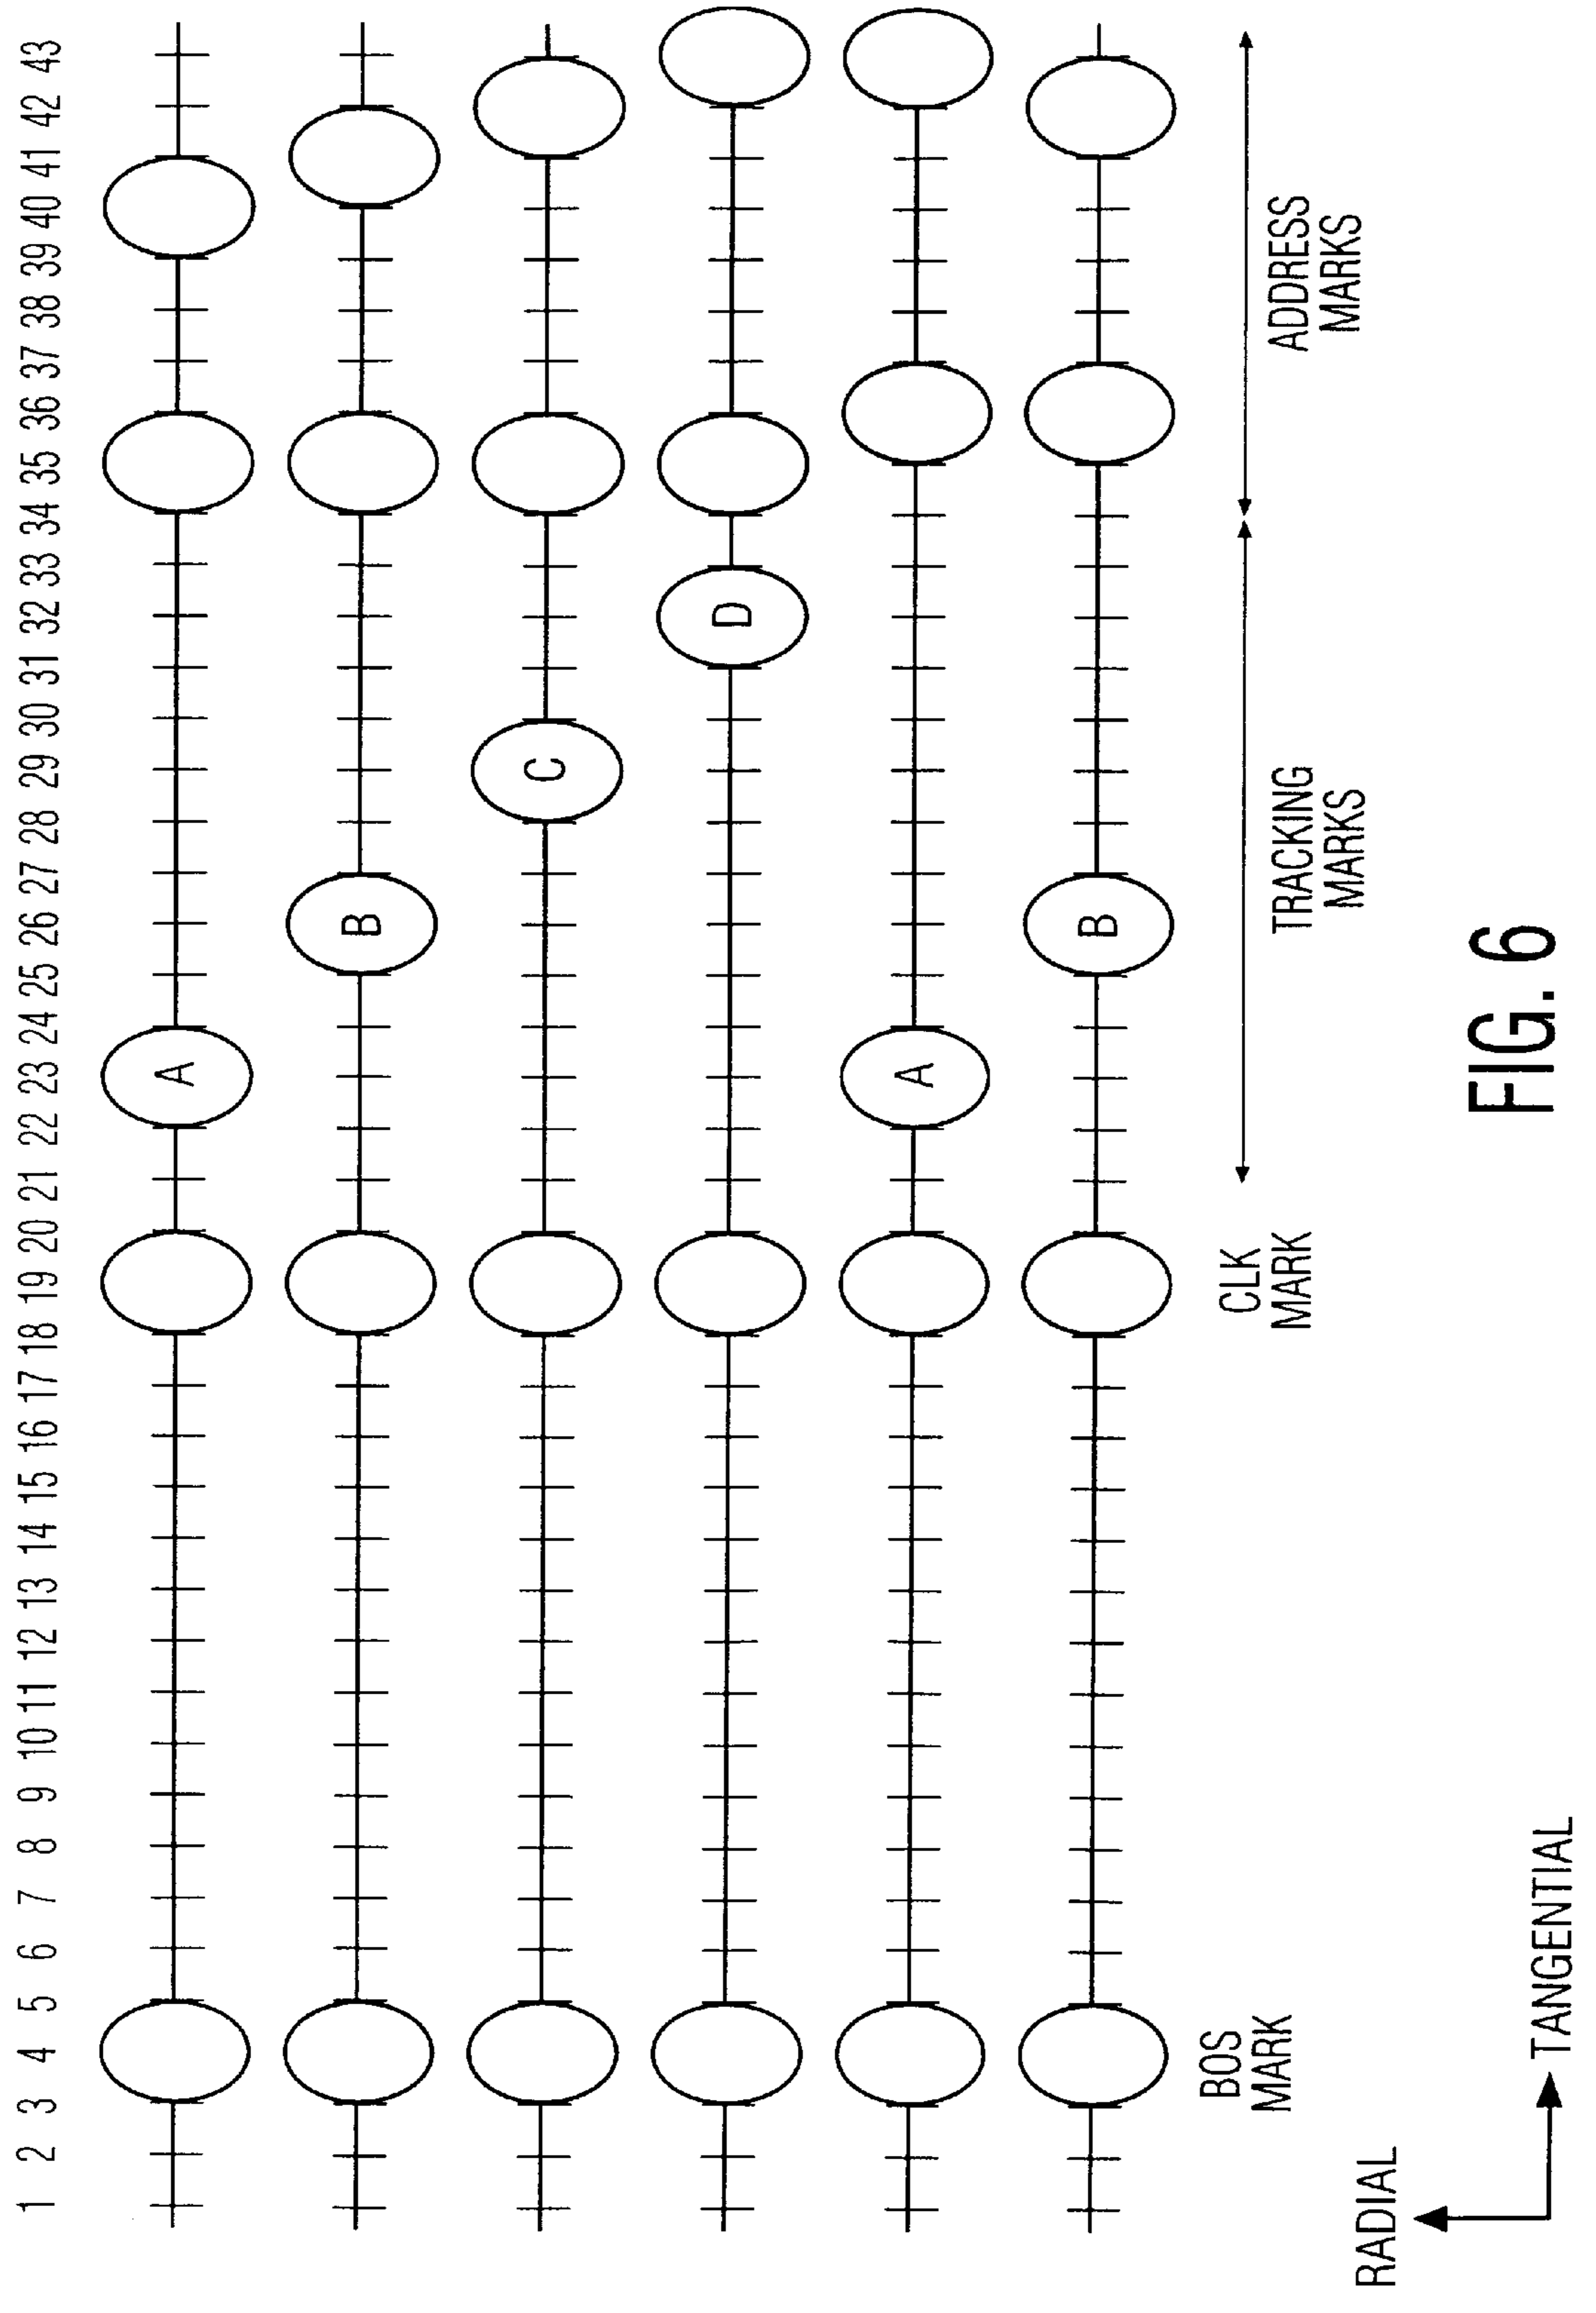 1 2 3 4 5 6 7 8 9 10 11 12 13 14 15 16 17 18 19 20 21 22 23 24 25 26 27 28 29 30 31 32 33 34 35 36 37 38 39 40 41 42 43
A
B
C
D
A
B
BOS
MARK
CLK
MARK
TRACKING
MARKS
ADDRESS
MARKS
RADIAL
TANGENTIAL
FIG. 6